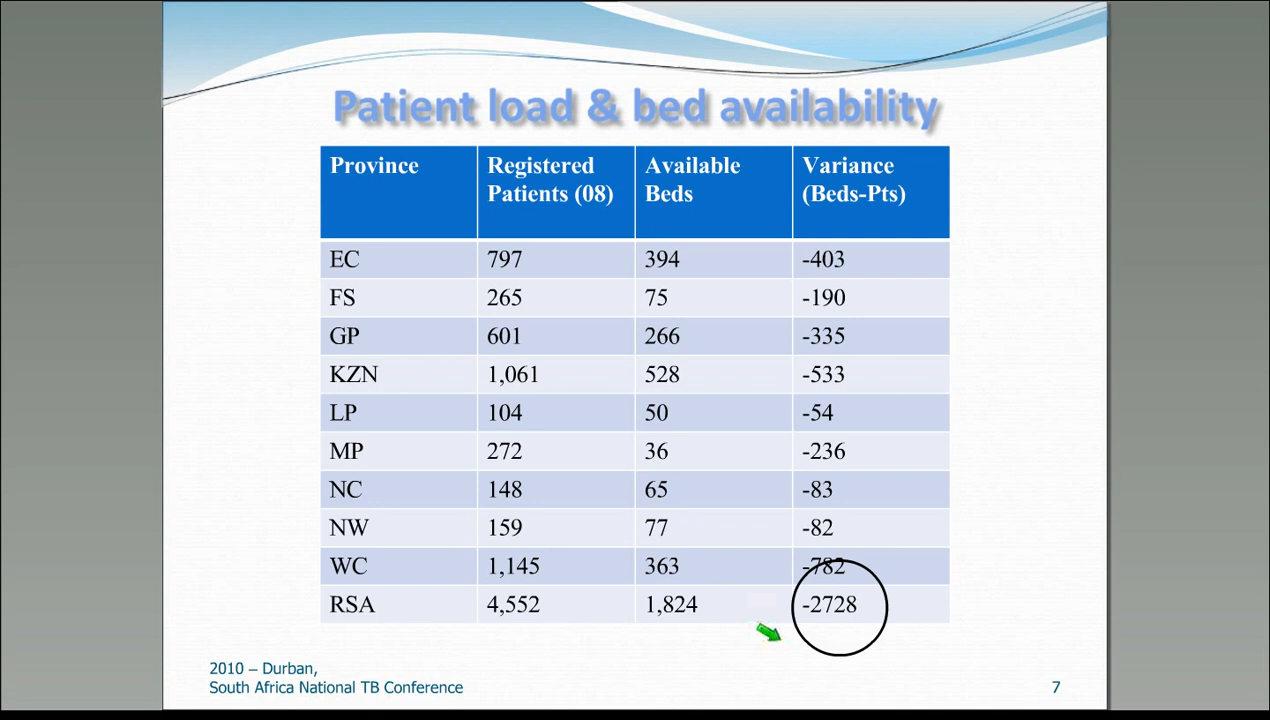 Patient load & bed availability
Province Registered Patients (08) Available Beds Variance (Beds-Pts)
EC 797 394 -403
FS 265 75 -190
GP 601 266 -335
KZN 1,061 528 -533
LP 104 50 -54
MP 272 36 -236
NC 148 65 -83
NW 159 77 -82
WC 1,145 363 -782
RSA 4,552 1,824 -2728
2010 – Durban,
South Africa National TB Conference
7